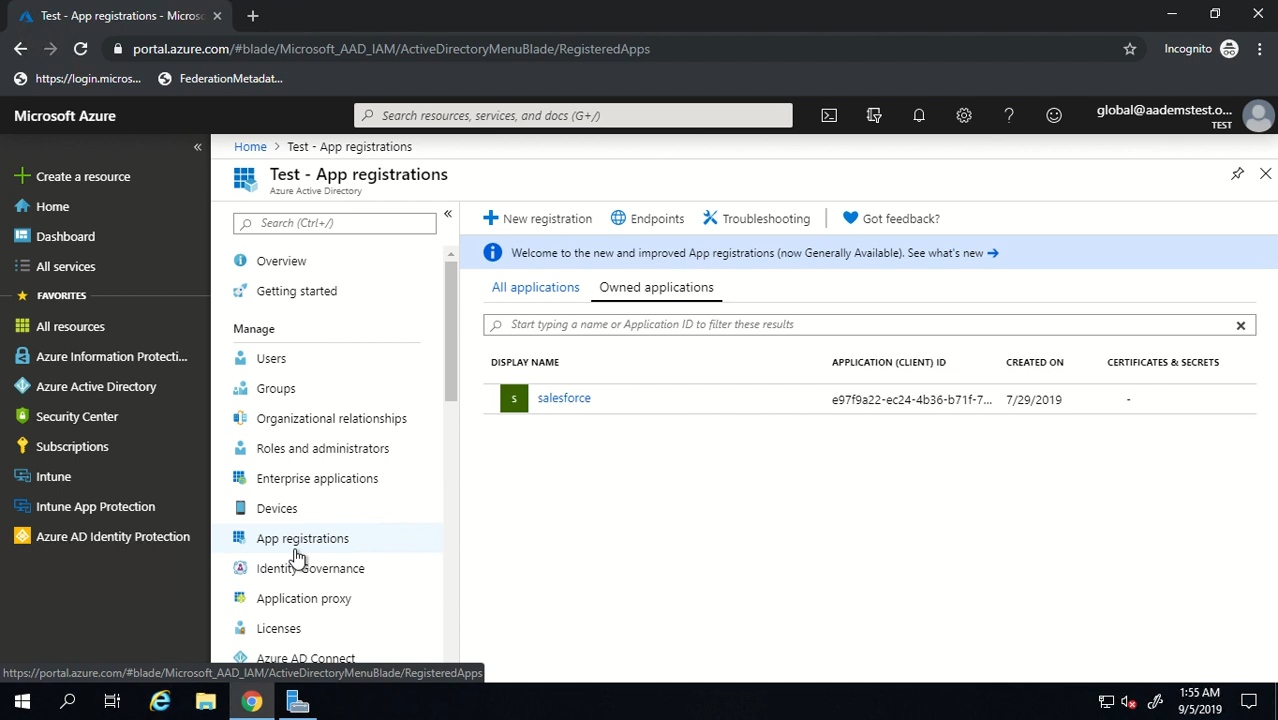 Test - App registrations - Micros
portal.azure.com/#blade/Microsoft_AAD_IAM/ActiveDirectoryMenuBlade/RegisteredApps
Incognito
https://login.micros...
FederationMetadat...
Microsoft Azure
Search resources, services, and docs (G+/)
global@aademstest.o...
TEST
Create a resource
Home
Dashboard
All services
FAVORITES
All resources
Azure Information Protecti...
Azure Active Directory
Security Center
Subscriptions
Intune
Intune App Protection
Azure AD Identity Protection
Home > Test - App registrations
Test - App registrations
Azure Active Directory
Search (Ctrl+/)
Overview
Getting started
Manage
Users
Groups
Organizational relationships
Roles and administrators
Enterprise applications
Devices
App registrations
Identity Governance
Application proxy
Licenses
Azure AD Connect
New registration
Endpoints
Troubleshooting
Got feedback?
Welcome to the new and improved App registrations (now Generally Available). See what's new →
All applications
Owned applications
Start typing a name or Application ID to filter these results
DISPLAY NAME
APPLICATION (CLIENT) ID
CREATED ON
CERTIFICATES & SECRETS
s
salesforce
e97f9a22-ec24-4b36-b71f-7...
7/29/2019
-
https://portal.azure.com/#blade/Microsoft_AAD_IAM/ActiveDirectoryMenuBlade/RegisteredApps
1:55 AM
9/5/2019